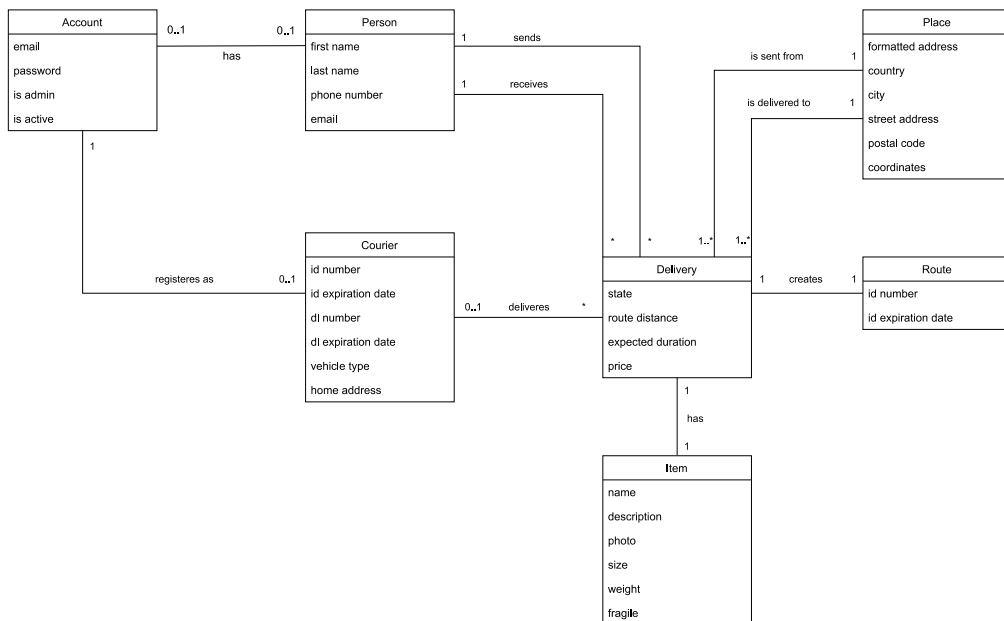 Account
email
password
is admin
is active
0..1
has
0..1
Person
first name
last name
phone number
email
1
sends
1
receives
Place
formatted address
country
city
street address
postal code
coordinates
is sent from
1
is delivered to
1
1
registeres as
0..1
Courier
id number
id expiration date
dl number
dl expiration date
vehicle type
home address
0..1
deliveres
*
*
*
1..*
1..*
Delivery
state
route distance
expected duration
price
1
creates
1
Route
id number
id expiration date
1
has
1
Item
name
description
photo
size
weight
fragile